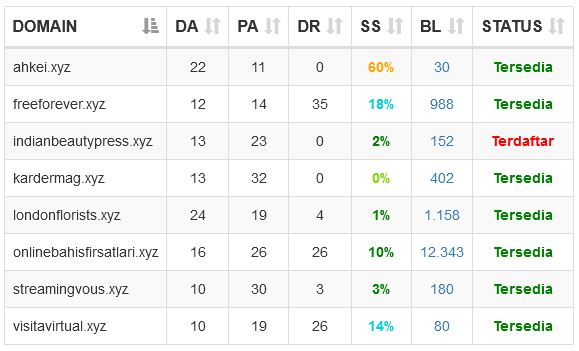 DOMAIN DA PA DR SS BL STATUS
ahkei.xyz 22 11 0 60% 30 Tersedia
freeforever.xyz 12 14 35 18% 988 Tersedia
indianbeautypress.xyz 13 23 0 2% 152 Terdaftar
kardermag.xyz 13 32 0 0% 402 Tersedia
londonflorists.xyz 24 19 4 1% 1.158 Tersedia
onlinebahisfirsatlari.xyz 16 26 26 10% 12.343 Tersedia
streamingvous.xyz 10 30 3 3% 180 Tersedia
visitavirtual.xyz 10 19 26 14% 80 Tersedia